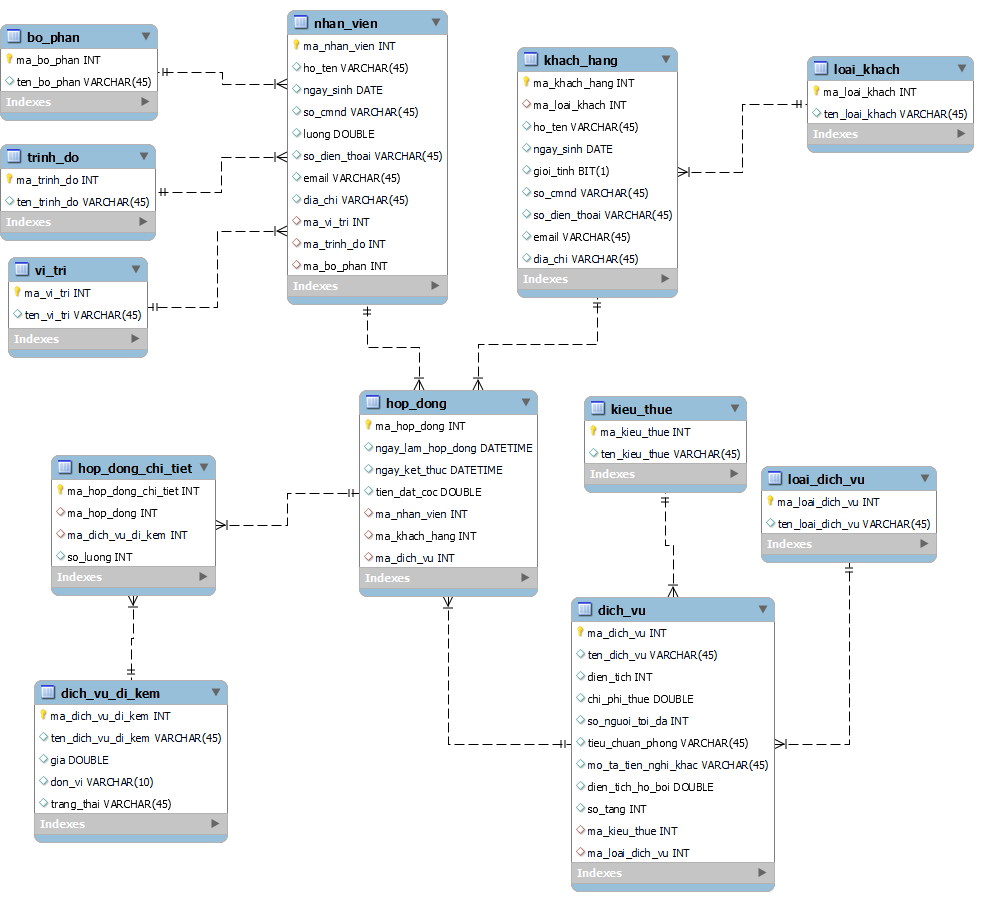 bo_phan
ma_bo_phan INT
ten_bo_phan VARCHAR(45)
Indexes
trinh_do
ma_trinh_do INT
ten_trinh_do VARCHAR(45)
Indexes
vi_tri
ma_vi_tri INT
ten_vi_tri VARCHAR(45)
Indexes
nhan_vien
ma_nhan_vien INT
ho_ten VARCHAR(45)
ngay_sinh DATE
so_cmnd VARCHAR(45)
luong DOUBLE
so_dien_thoai VARCHAR(45)
email VARCHAR(45)
dia_chi VARCHAR(45)
ma_vi_tri INT
ma_trinh_do INT
ma_bo_phan INT
Indexes
khach_hang
ma_khach_hang INT
ma_loai_khach INT
ho_ten VARCHAR(45)
ngay_sinh DATE
gioi_tinh BIT(1)
so_cmnd VARCHAR(45)
so_dien_thoai VARCHAR(45)
email VARCHAR(45)
dia_chi VARCHAR(45)
Indexes
loai_khach
ma_loai_khach INT
ten_loai_khach VARCHAR(45)
Indexes
hop_dong
ma_hop_dong INT
ngay_lam_hop_dong DATETIME
ngay_ket_thuc DATETIME
tien_dat_coc DOUBLE
ma_nhan_vien INT
ma_khach_hang INT
ma_dich_vu INT
Indexes
hop_dong_chi_tiet
ma_hop_dong_chi_tiet INT
ma_hop_dong INT
ma_dich_vu_di_kem INT
so_luong INT
Indexes
dich_vu_di_kem
ma_dich_vu_di_kem INT
ten_dich_vu_di_kem VARCHAR(45)
gia DOUBLE
don_vi VARCHAR(10)
trang_thai VARCHAR(45)
Indexes
kieu_thue
ma_kieu_thue INT
ten_kieu_thue VARCHAR(45)
Indexes
loai_dich_vu
ma_loai_dich_vu INT
ten_loai_dich_vu VARCHAR(45)
Indexes
dich_vu
ma_dich_vu INT
ten_dich_vu VARCHAR(45)
dien_tich INT
chi_phi_thue DOUBLE
so_nguoi_toi_da INT
tieu_chuan_phong VARCHAR(45)
mo_ta_tien_nghi_khac VARCHAR(45)
dien_tich_ho_boi DOUBLE
so_tang INT
ma_kieu_thue INT
ma_loai_dich_vu INT
Indexes